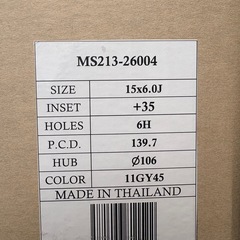 MS213-26004
SIZE 15x6.0J
INSET +35
HOLES 6H
P.C.D. 139.7
HUB Ø106
COLOR 11GY45
MADE IN THAILAND